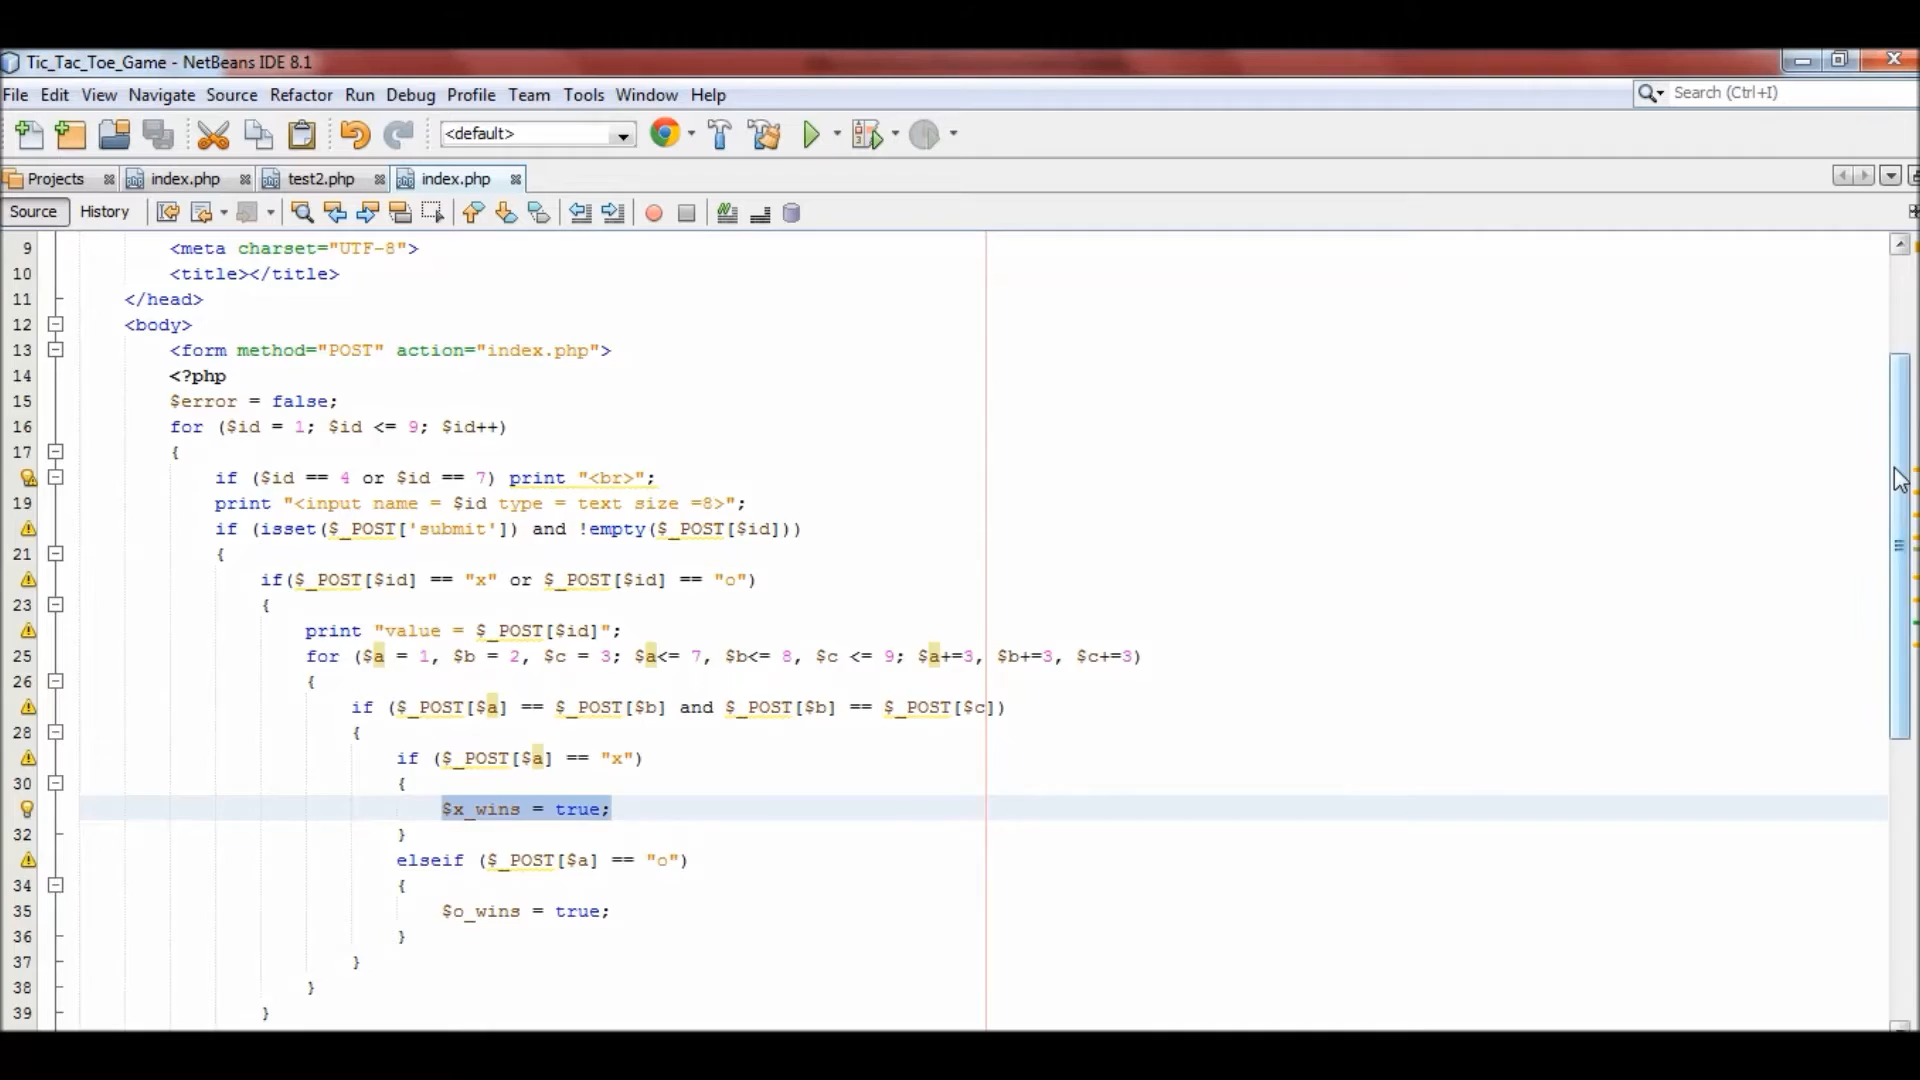 Tic_Tac_Toe_Game - NetBeans IDE 8.1
File Edit View Navigate Source Refactor Run Debug Profile Team Tools Window Help
Search (Ctrl+I)
<default>
Projects index.php test2.php index.php
Source History
9 <meta charset="UTF-8">
10 <title></title>
11 </head>
12 <body>
13 <form method="POST" action="index.php">
14 <?php
15 $error = false;
16 for ($id = 1; $id <= 9; $id++)
17 {
if ($id == 4 or $id == 7) print "<br>";
19 print "<input name = $id type = text size =8>";
if (isset($_POST['submit']) and !empty($_POST[$id]))
21 {
if($_POST[$id] == "x" or $_POST[$id] == "o")
23 {
print "value = $_POST[$id]";
25 for ($a = 1, $b = 2, $c = 3; $a<= 7, $b<= 8, $c <= 9; $a+=3, $b+=3, $c+=3)
26 {
if ($_POST[$a] == $_POST[$b] and $_POST[$b] == $_POST[$c])
28 {
if ($_POST[$a] == "x")
30 {
$x_wins = true;
32 }
elseif ($_POST[$a] == "o")
34 {
35 $o_wins = true;
36 }
37 }
38 }
39 }